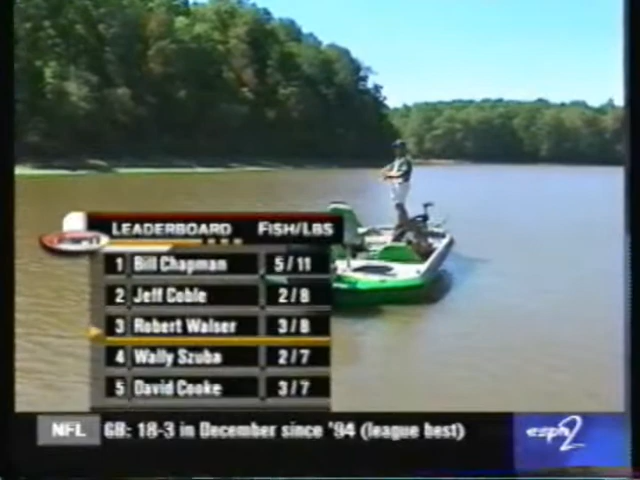 LEADERBOARD FISH/LBS
1 Bill Chapman 5/11
2 Jeff Coble 2/8
3 Robert Walser 3/8
4 Wally Szuba 2/7
5 David Cooke 3/7
NFL GB: 18-3 in December since '94 (league best)
espn2